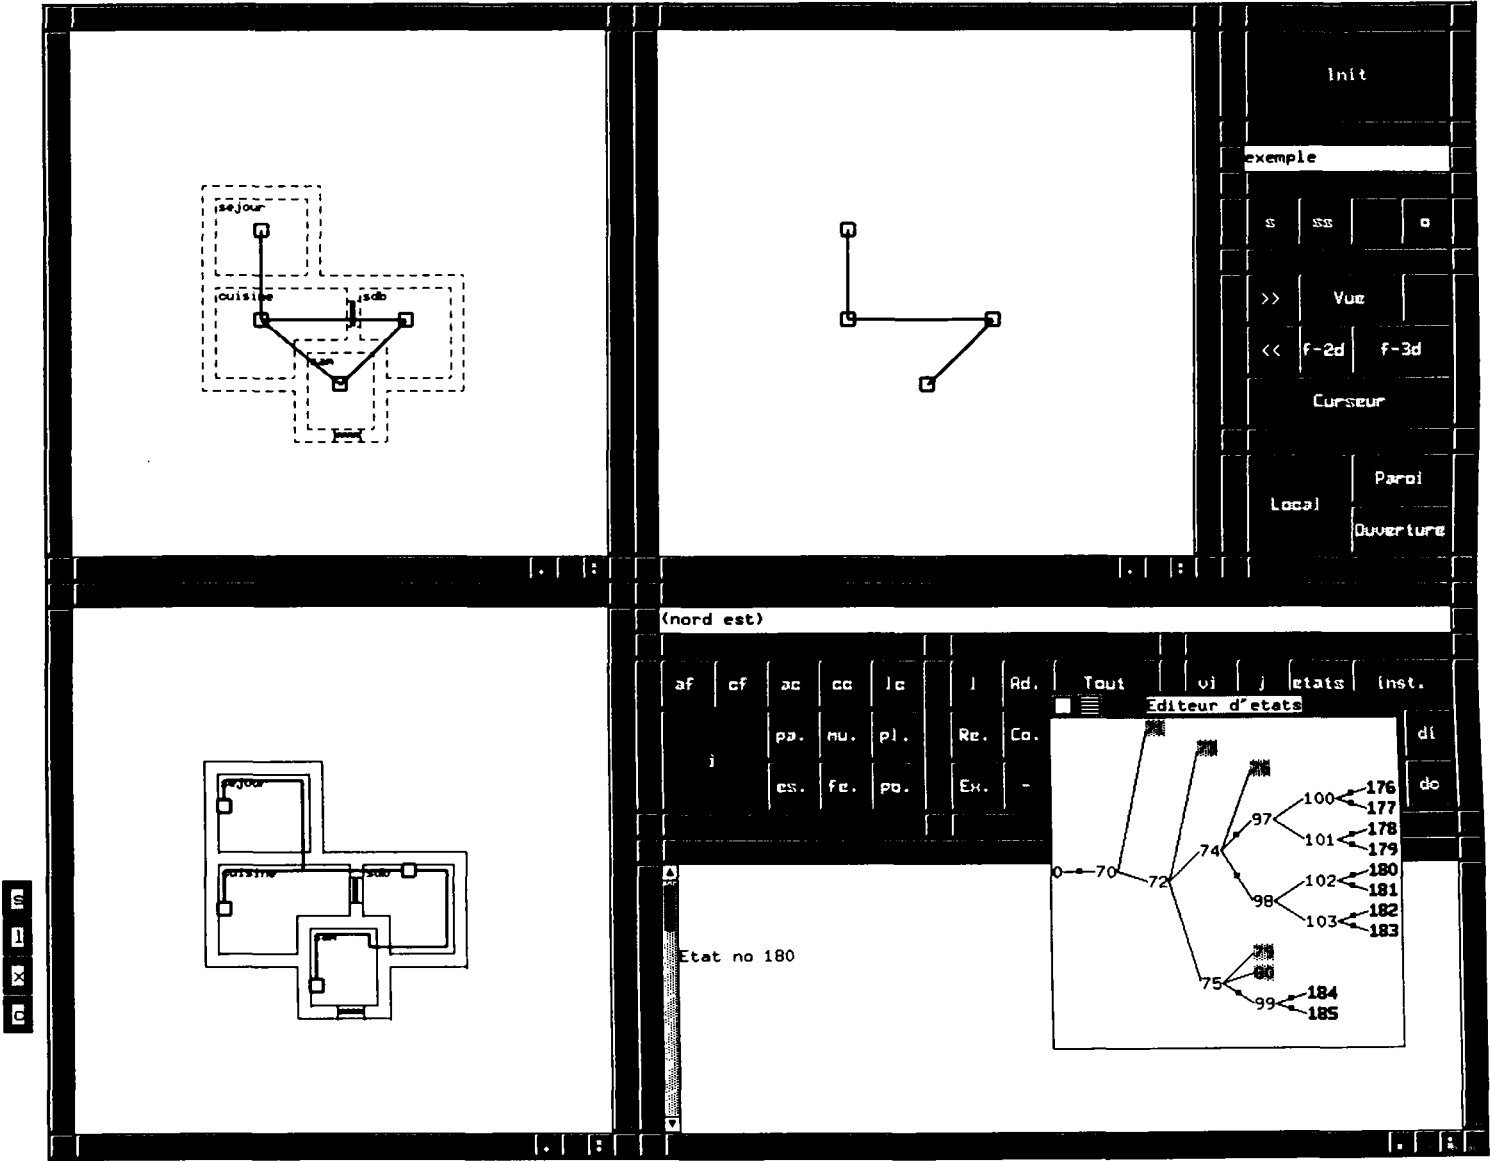 Init
exemple
s ss o
>> Vue
<< f-2d f-3d
Curseur
Local
Paroi
Ouverture
sejour
cuisine sdb
(nord est)
af cf ac cc lc l Ad. Tout vi j etats inst.
pa. mu. pl. Re. Co. di
i
es. fe. po. Ex. - do
Editeur d'etats
176
100
177
97
178
101
179
74
0 70 72
180
102
181
98
182
103
183
79
80
75
184
99
185
Etat no 180
sejour
cuisine sdb
s
l
x
c